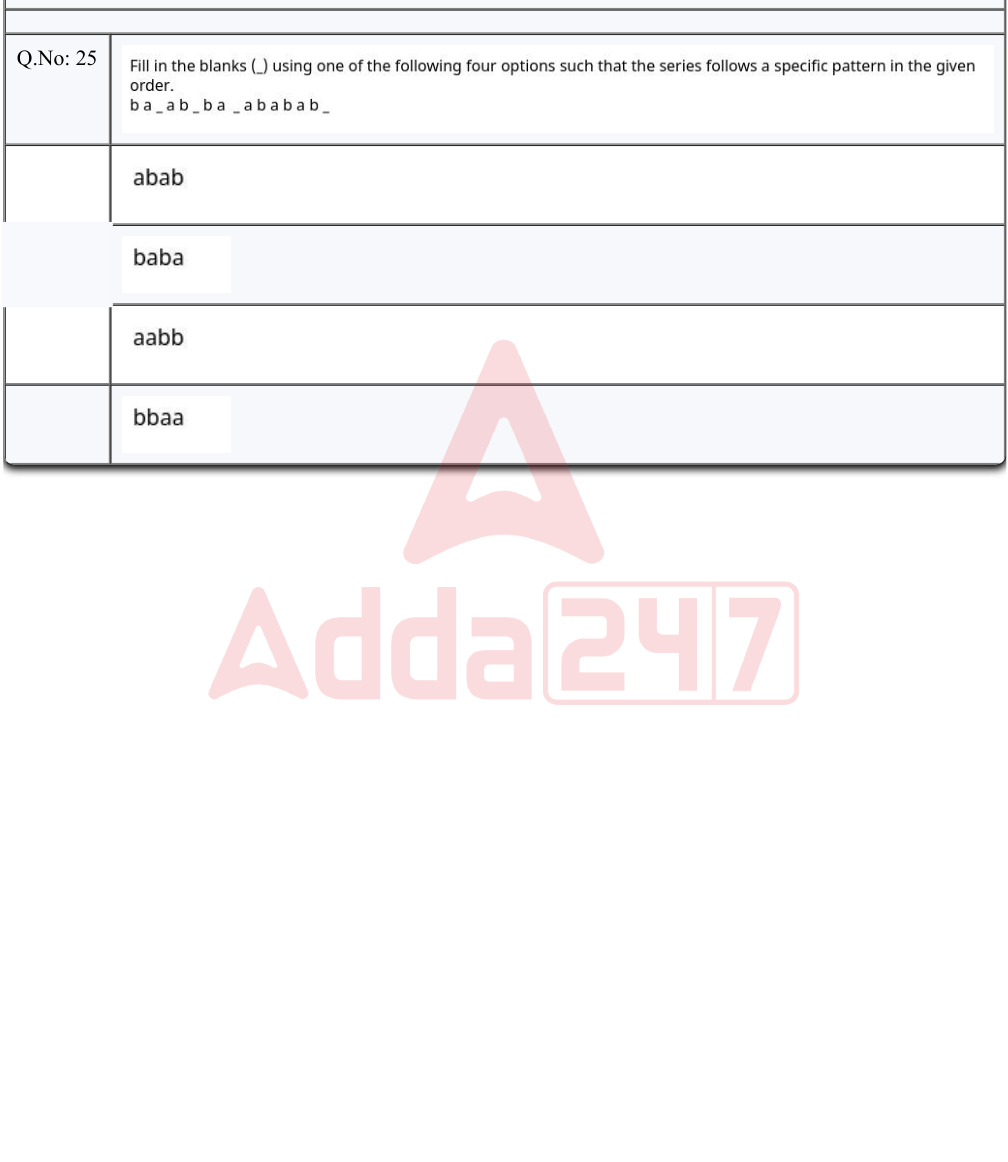 Q.No: 25
Fill in the blanks (_) using one of the following four options such that the series follows a specific pattern in the given
order.
b a _ a b _ b a _ a b a b a b _
abab
baba
aabb
bbaa
Adda247